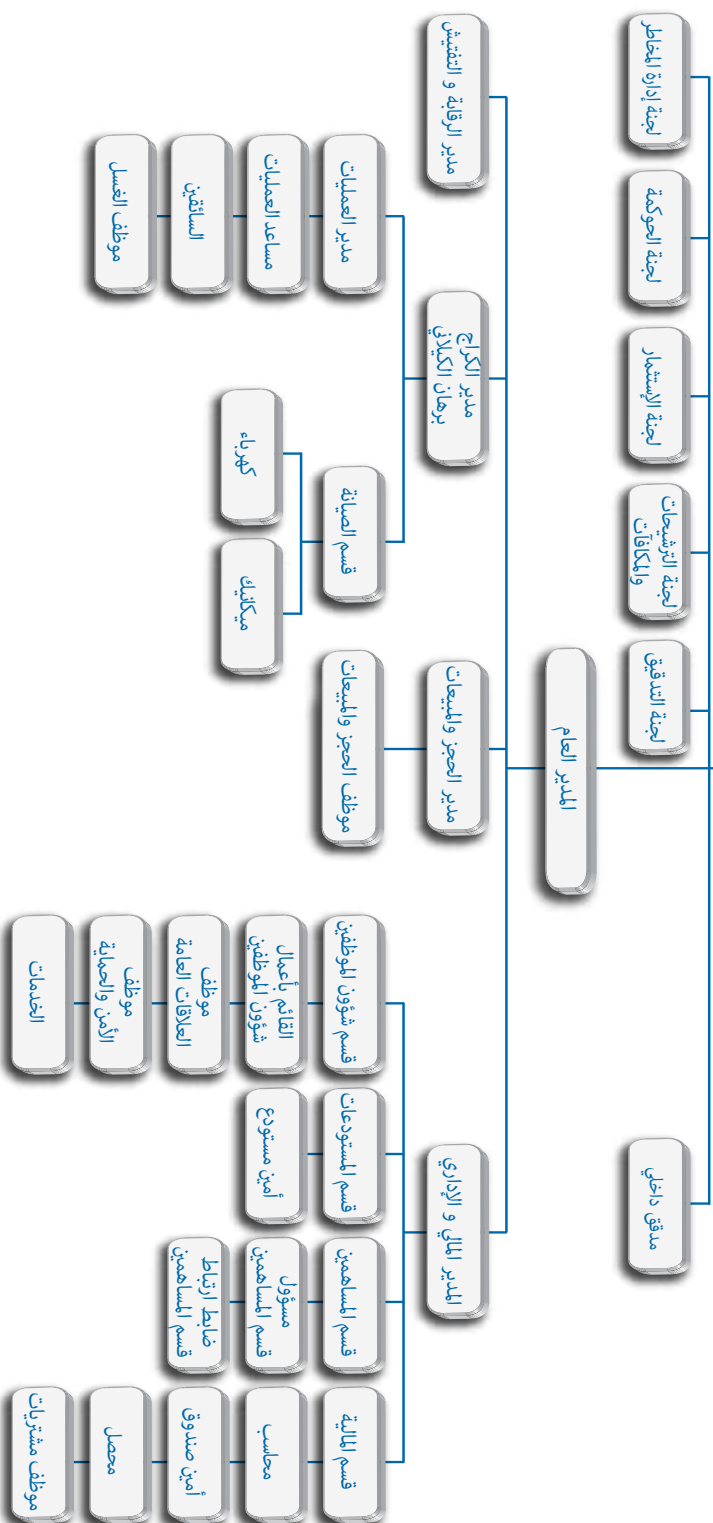 مدقق داخلي
لجنة التدقيق
لجنة الترشيحات
والمكافآت
لجنة الإستثمار
لجنة الحوكمة
لجنة إدارة المخاطر
المدير العام
المدير المالي و الإداري
مدير الحجز والمبيعات
مدير الكراج
برهان الكيلاني
مدير الرقابة و التفتيش
قسم المالية
قسم المساهمين
قسم المستودعات
قسم شؤون الموظفين
موظف الحجز والمبيعات
قسم الصيانة
مدير العمليات
محاسب
مسؤول
قسم المساهمين
أمين مستودع
القائم بأعمال
شؤون الموظفين
ميكانيك
كهرباء
مساعد العمليات
أمين صندوق
ضابط ارتباط
قسم المساهمين
موظف
العلاقات العامة
السائقين
محصل
موظف
الأمن والحماية
موظف الغسل
موظف مشتريات
الخدمات